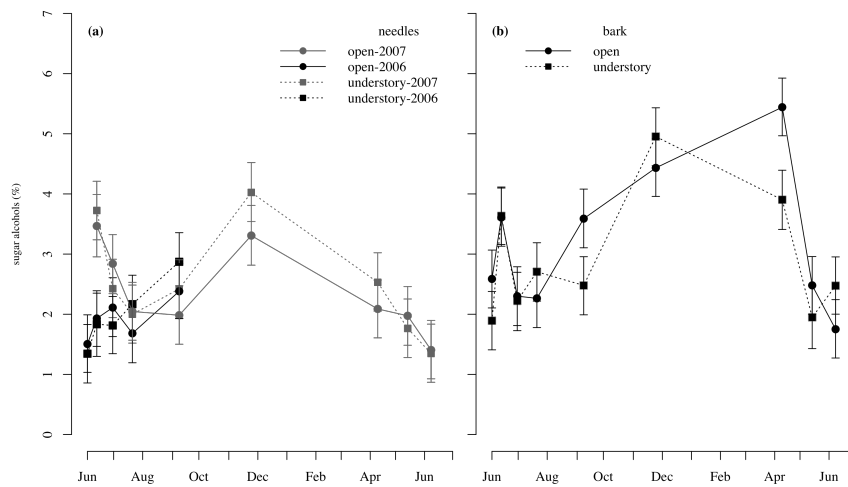 (a) needles
open-2007
open-2006
understory-2007
understory-2006
(b) bark
open
understory
sugar alcohols (%)
7
6
5
4
3
2
1
0
Jun Aug Oct Dec Feb Apr Jun
Jun Aug Oct Dec Feb Apr Jun